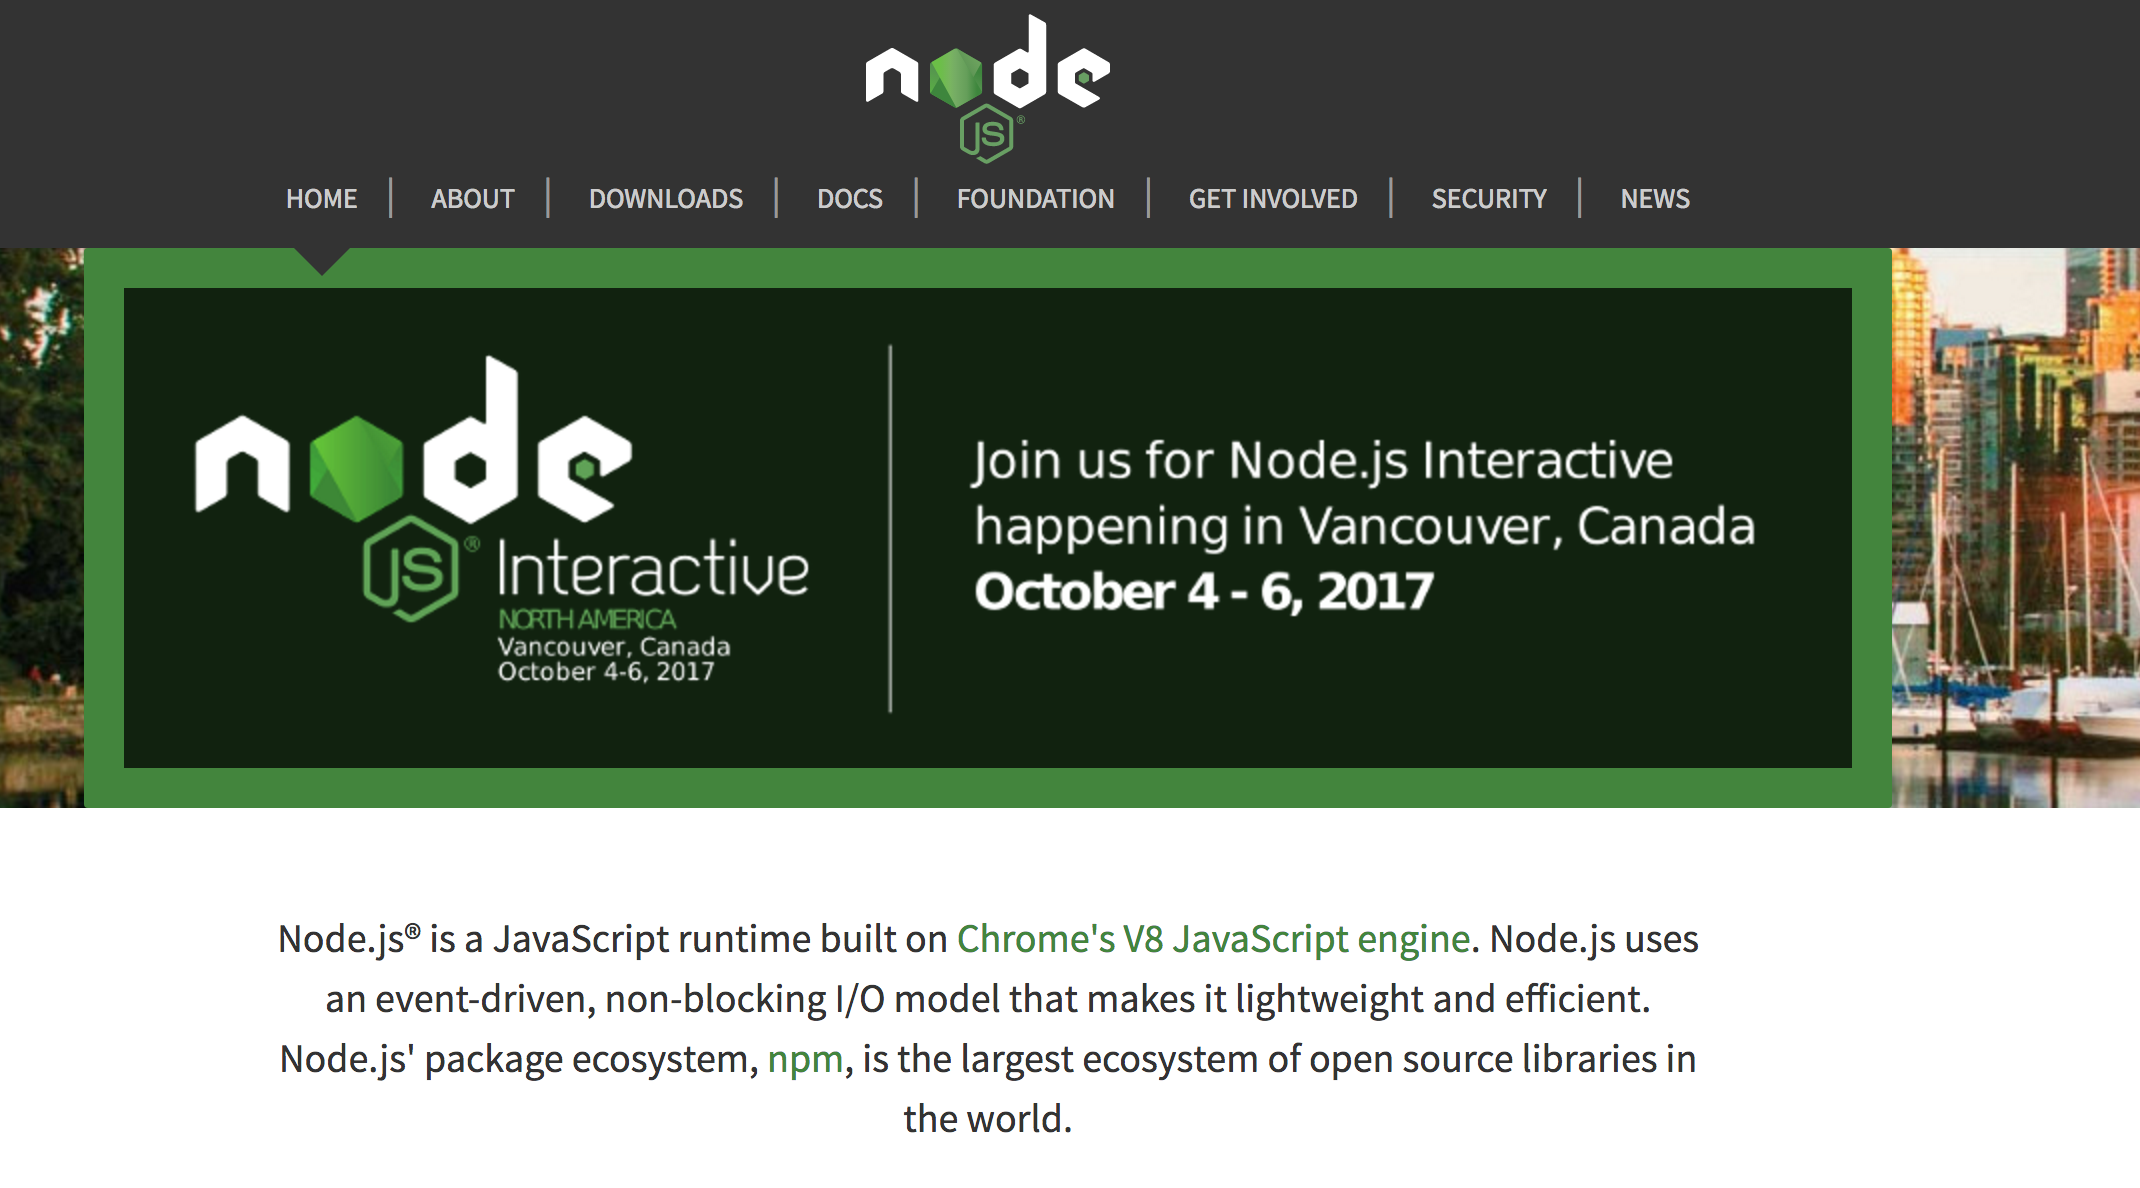 node
JS®
HOME | ABOUT | DOWNLOADS | DOCS | FOUNDATION | GET INVOLVED | SECURITY | NEWS
node
JS® Interactive
NORTH AMERICA
Vancouver, Canada
October 4-6, 2017
Join us for Node.js Interactive
happening in Vancouver, Canada
October 4 - 6, 2017
Node.js® is a JavaScript runtime built on Chrome's V8 JavaScript engine. Node.js uses
an event-driven, non-blocking I/O model that makes it lightweight and efficient.
Node.js' package ecosystem, npm, is the largest ecosystem of open source libraries in
the world.